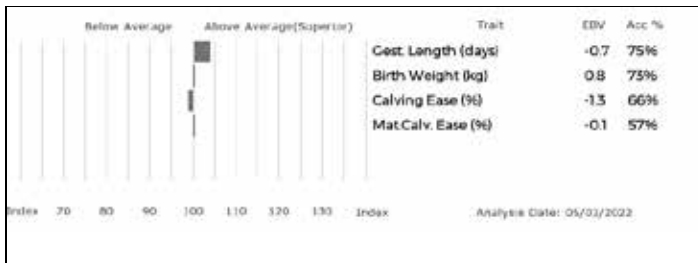 Below Average Above Average(Superior) Trait EBV Acc %
Gest. Length (days) -0.7 75%
Birth Weight (kg) 0.8 73%
Calving Ease (%) -1.3 66%
Mat.Calv. Ease (%) -0.1 57%
Index 70 80 90 100 110 120 130 Index Analysis Date: 05/01/2022